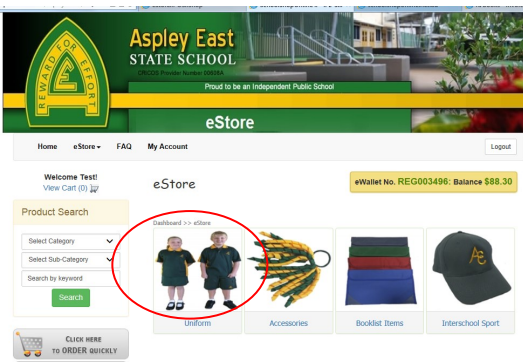 REWARD FOR EFFORT
Aspley East
STATE SCHOOL
CRICOS Provider Number 00608A
Proud to be an Independent Public School
eStore
Home eStore FAQ My Account Logout
Welcome Test!
View Cart (0)
eStore
eWallet No. REG003496: Balance $88.30
Product Search
Dashboard >> eStore
Select Category
Select Sub-Category
Search by keyword
Search
AE
Uniform Accessories Booklist Items Interschool Sport
CLICK HERE
TO ORDER QUICKLY